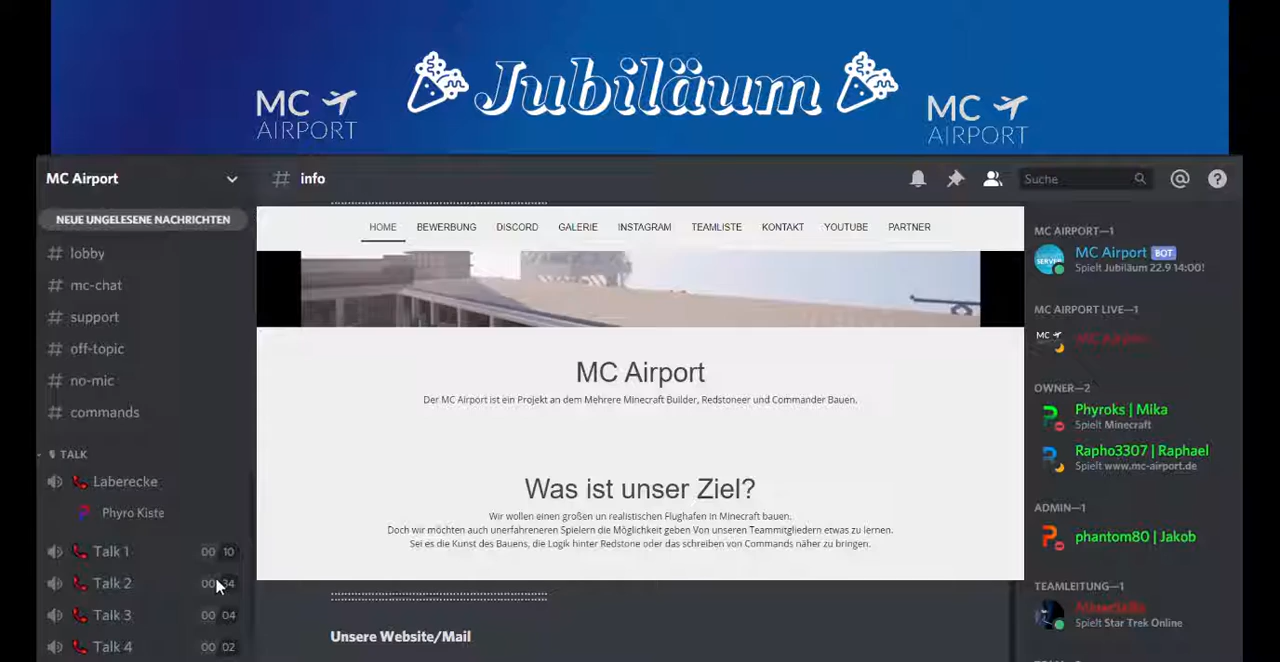 MC
AIRPORT
Jubiläum
MC
AIRPORT
MC Airport
# info
Suche
@
?
NEUE UNGELESENE NACHRICHTEN
# lobby
# mc-chat
# support
# off-topic
# no-mic
# commands
TALK
Laberecke
Phyro Kiste
Talk 1 00 10
Talk 2 00 34
Talk 3 00 04
Talk 4 00 02
HOME BEWERBUNG DISCORD GALERIE INSTAGRAM TEAMLISTE KONTAKT YOUTUBE PARTNER
MC Airport
Der MC Airport ist ein Projekt an dem Mehrere Minecraft Builder, Redstoneer und Commander Bauen.
Was ist unser Ziel?
Wir wollen einen großen un realistischen Flughafen in Minecraft bauen.
Doch wir möchten auch unerfahreneren Spielern die Möglichkeit geben Von unseren Teammitgliedern etwas zu lernen.
Sei es die Kunst des Bauens, die Logik hinter Redstone oder das schreiben von Commands näher zu bringen.
Unsere Website/Mail
MC AIRPORT—1
MC Airport BOT
Spielt Jubiläum 22.9 14:00!
MC AIRPORT LIVE—1
MC
MC Airport
OWNER—2
Phyroks | Mika
Spielt Minecraft
Rapho3307 | Raphael
Spielt www.mc-airport.de
ADMIN—1
phantom80 | Jakob
TEAMLEITUNG—1
Spielt Star Trek Online